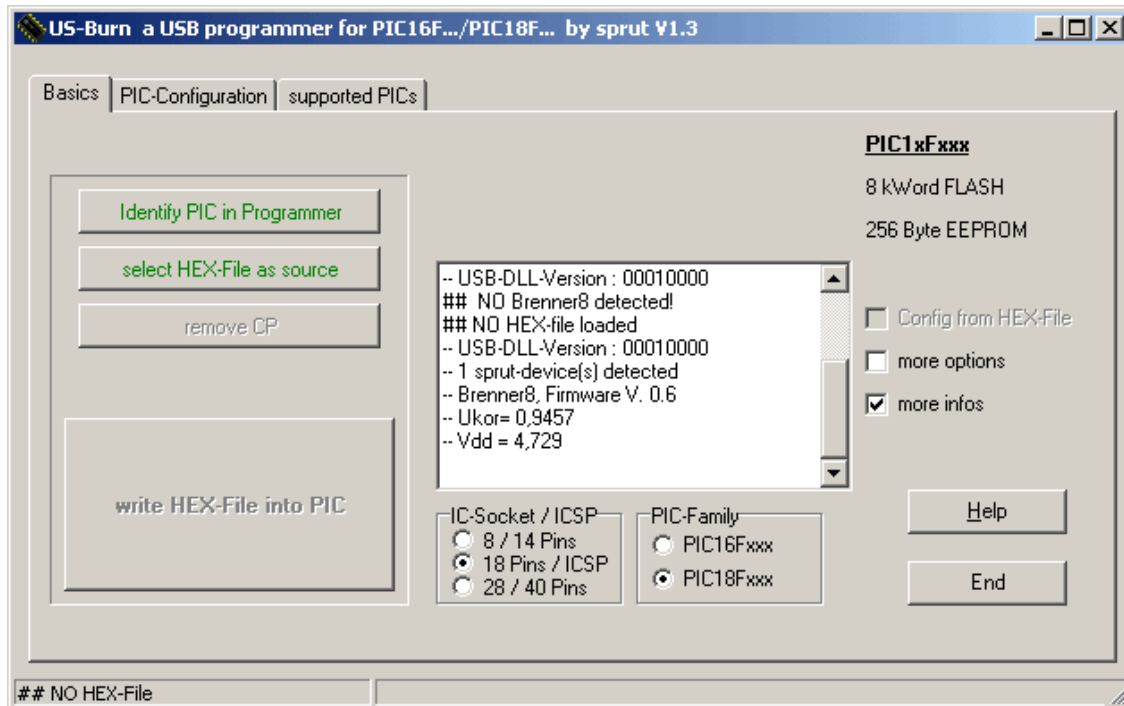 US-Burn a USB programmer for PIC16F.../PIC18F... by sprut V1.3
Basics
PIC-Configuration
supported PICs
Identify PIC in Programmer
select HEX-File as source
remove CP
write HEX-File into PIC
-- USB-DLL-Version : 00010000
## NO Brenner8 detected!
## NO HEX-file loaded
-- USB-DLL-Version : 00010000
-- 1 sprut-device(s) detected
-- Brenner8, Firmware V. 0.6
-- Ukor= 0,9457
-- Vdd = 4,729
IC-Socket / ICSP
8 / 14 Pins
18 Pins / ICSP
28 / 40 Pins
PIC-Family
PIC16Fxxx
PIC18Fxxx
PIC1xFxxx
8 kWord FLASH
256 Byte EEPROM
Config from HEX-File
more options
more infos
Help
End
## NO HEX-File